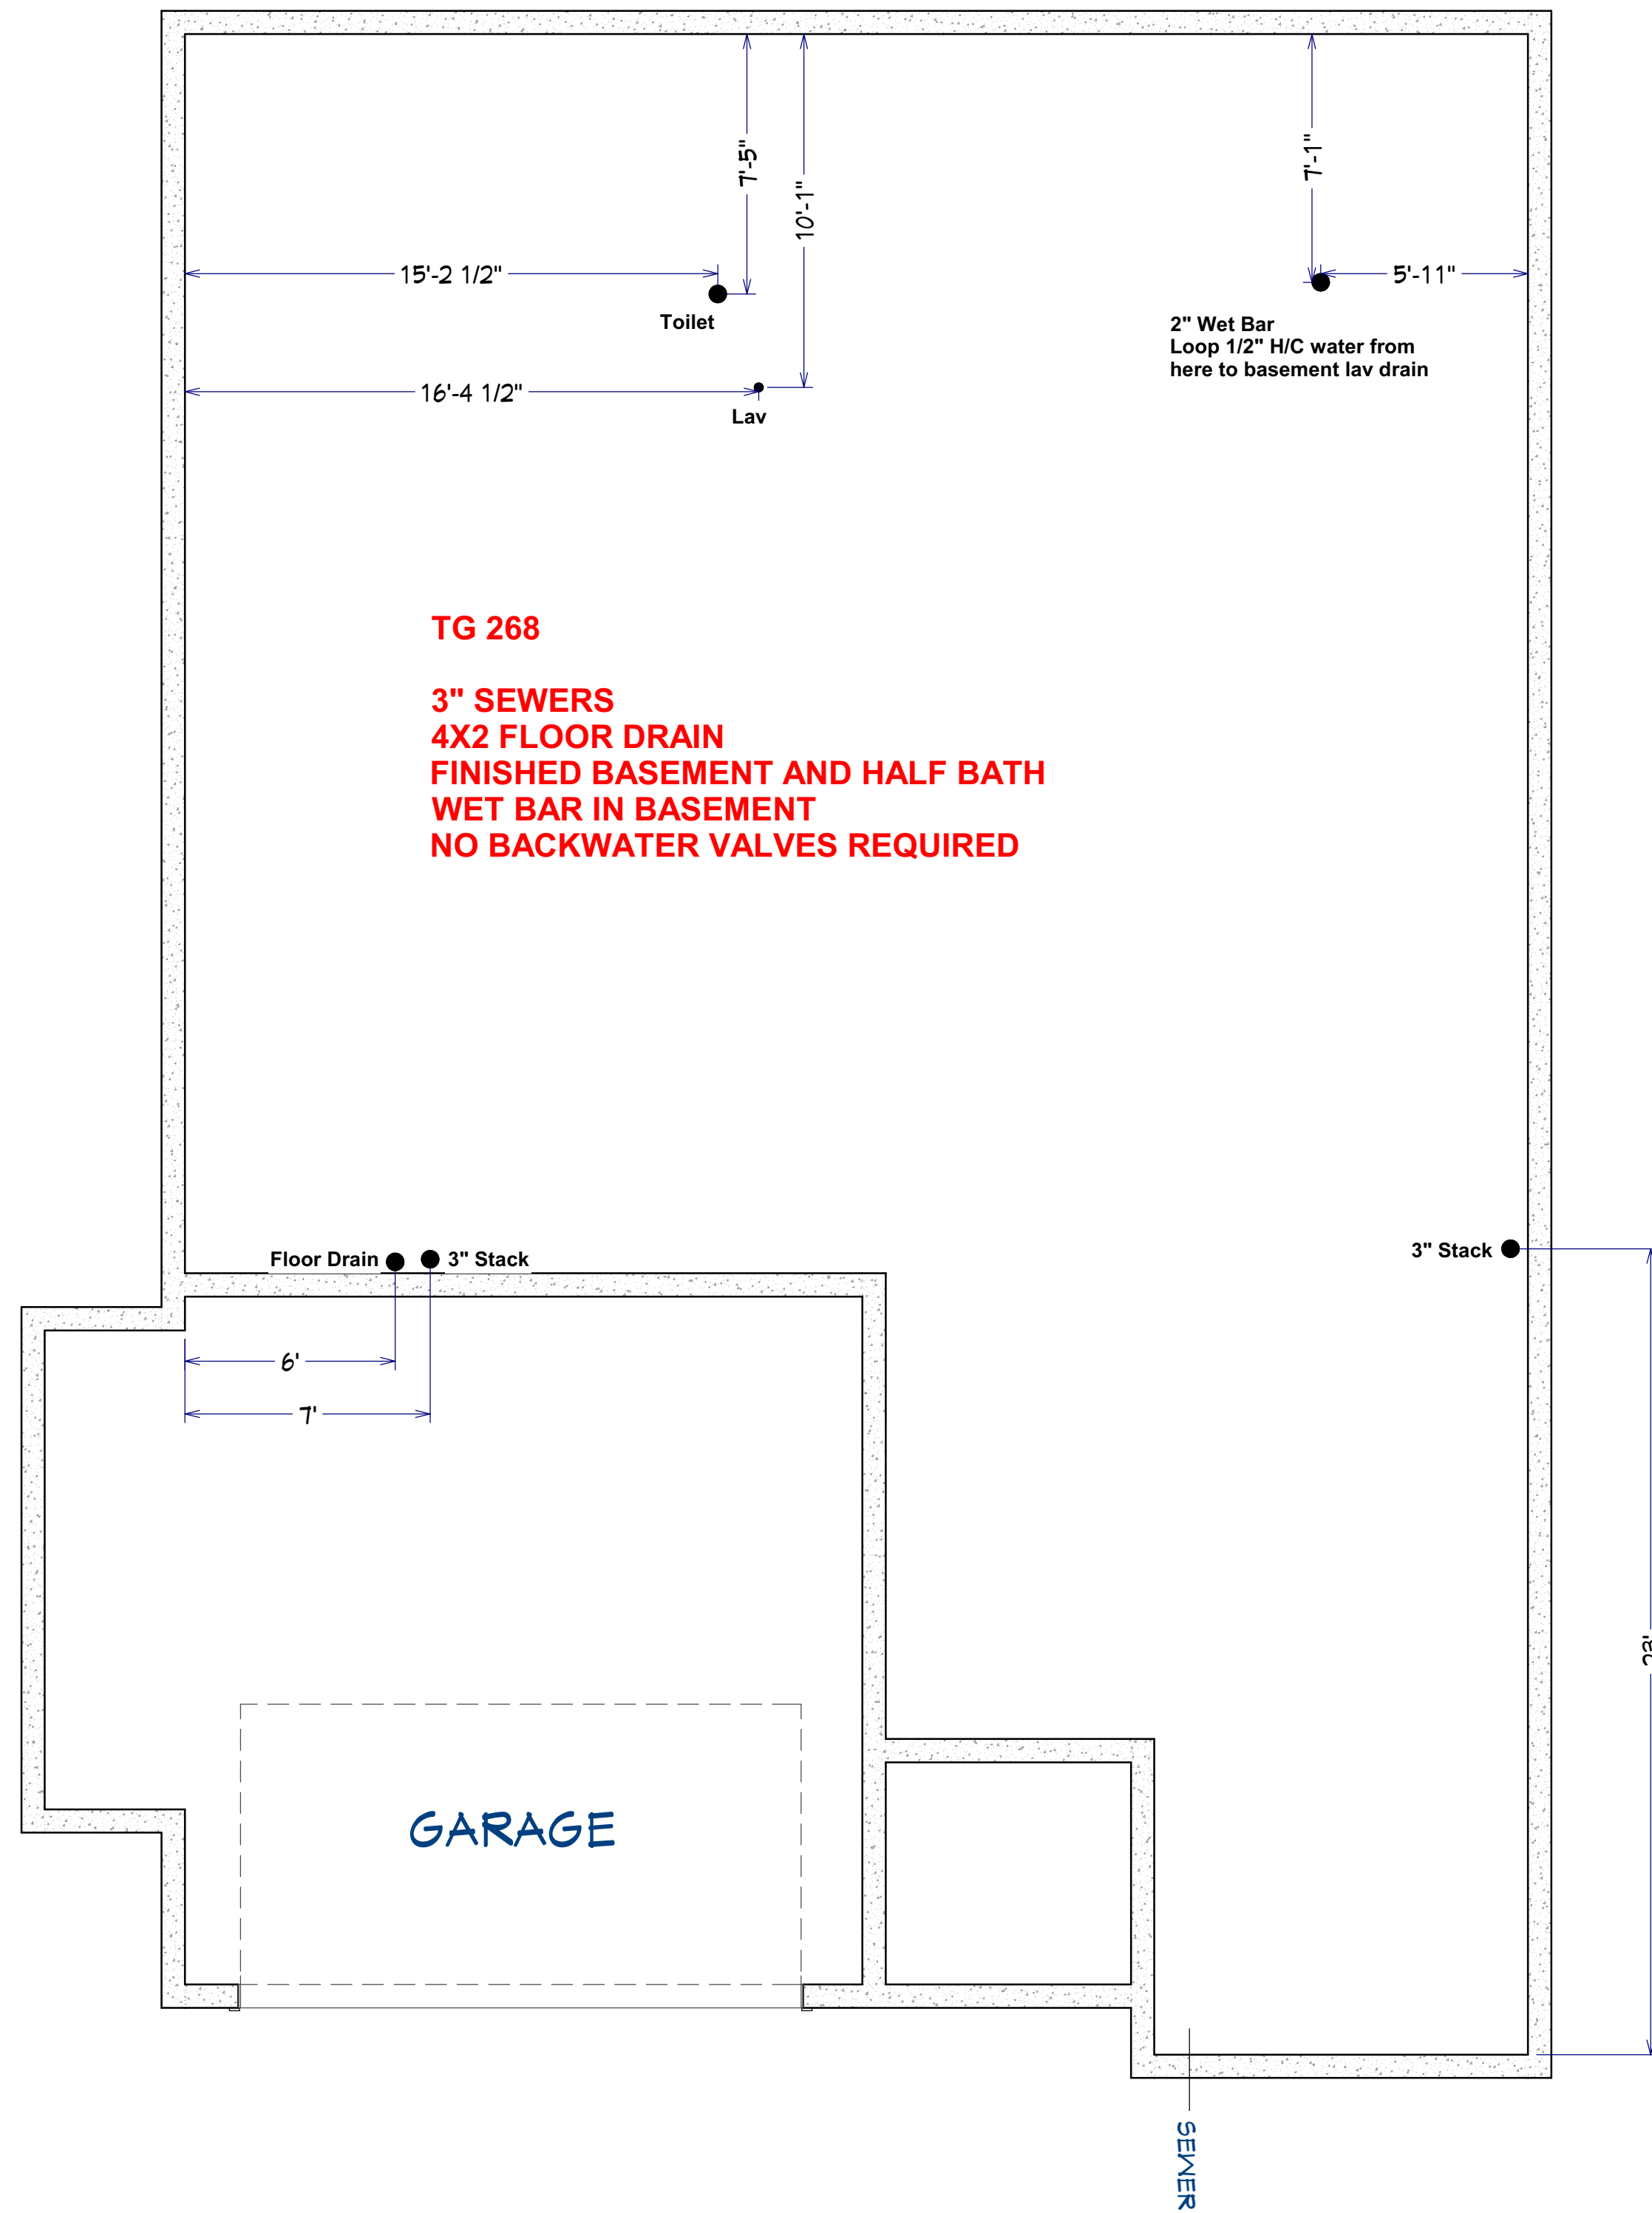 7'-5"
10'-1"
7'-1"
15'-2 1/2"
5'-11"
Toilet
2" Wet Bar
Loop 1/2" H/C water from
here to basement lav drain
16'-4 1/2"
Lav
TG 268
3" SEWERS
4X2 FLOOR DRAIN
FINISHED BASEMENT AND HALF BATH
WET BAR IN BASEMENT
NO BACKWATER VALVES REQUIRED
Floor Drain
3" Stack
3" Stack
6'
7'
GARAGE
SEWER